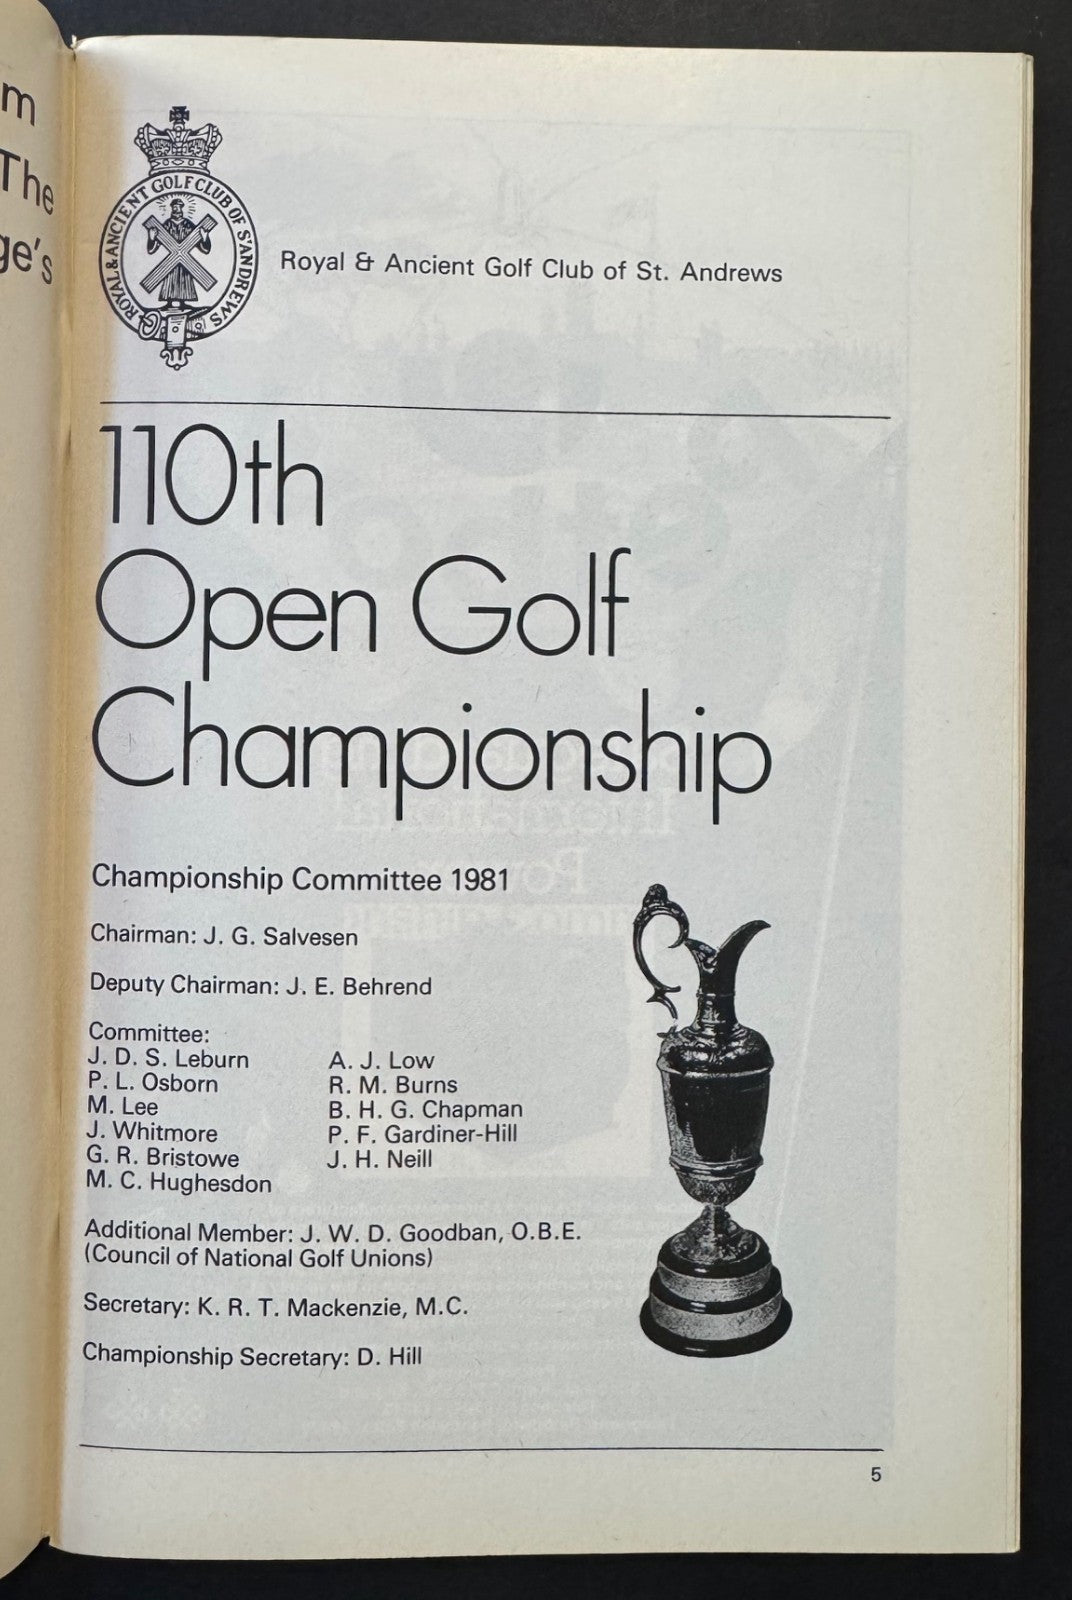 m
The
ge's
ROYAL & ANCIENT GOLF CLUB OF ST ANDREWS
Royal & Ancient Golf Club of St. Andrews
110th
Open Golf
Championship
Championship Committee 1981
Chairman: J. G. Salvesen
Deputy Chairman: J. E. Behrend
Committee:
J. D. S. Leburn
P. L. Osborn
M. Lee
J. Whitmore
G. R. Bristowe
M. C. Hughesdon
A. J. Low
R. M. Burns
B. H. G. Chapman
P. F. Gardiner-Hill
J. H. Neill
Additional Member: J. W. D. Goodban, O.B.E.
(Council of National Golf Unions)
Secretary: K. R. T. Mackenzie, M.C.
Championship Secretary: D. Hill
5